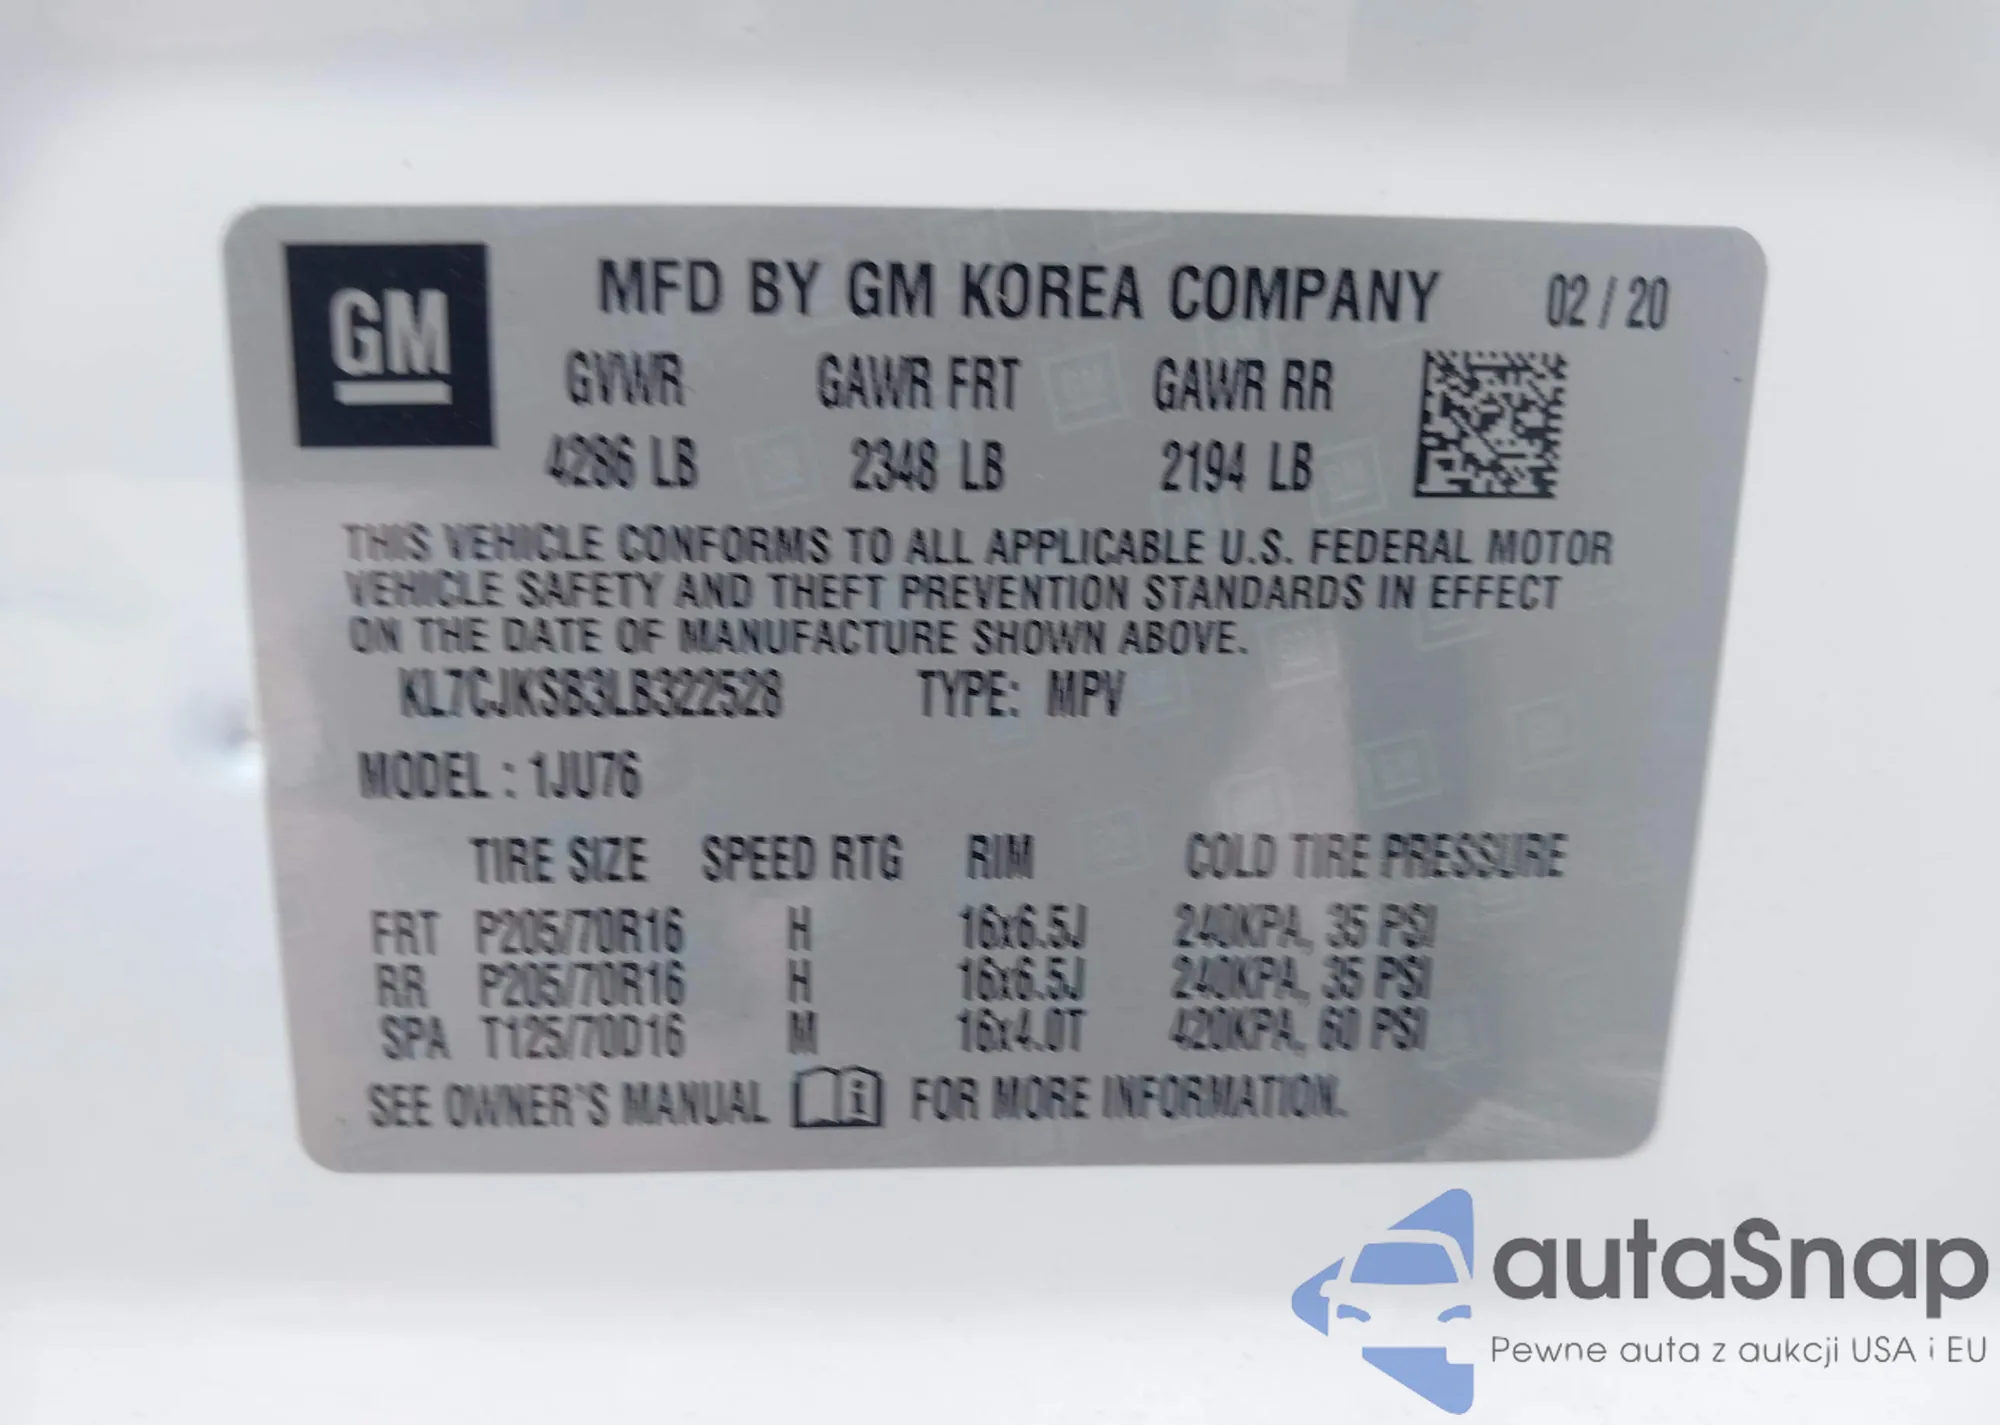 GM
MFD BY GM KOREA COMPANY 02 / 20
GVWR GAWR FRT GAWR RR
4286 LB 2348 LB 2194 LB
THIS VEHICLE CONFORMS TO ALL APPLICABLE U.S. FEDERAL MOTOR
VEHICLE SAFETY AND THEFT PREVENTION STANDARDS IN EFFECT
ON THE DATE OF MANUFACTURE SHOWN ABOVE.
KL7CJKSB3LB322528 TYPE: MPV
MODEL : 1JU76
TIRE SIZE SPEED RTG RIM COLD TIRE PRESSURE
FRT P205/70R16 H 16x6.5J 240KPA, 35 PSI
RR P205/70R16 H 16x6.5J 240KPA, 35 PSI
SPA T125/70D16 M 16x4.0T 420KPA, 60 PSI
SEE OWNER'S MANUAL i FOR MORE INFORMATION.
autaSnap
Pewne auta z aukcji USA i EU